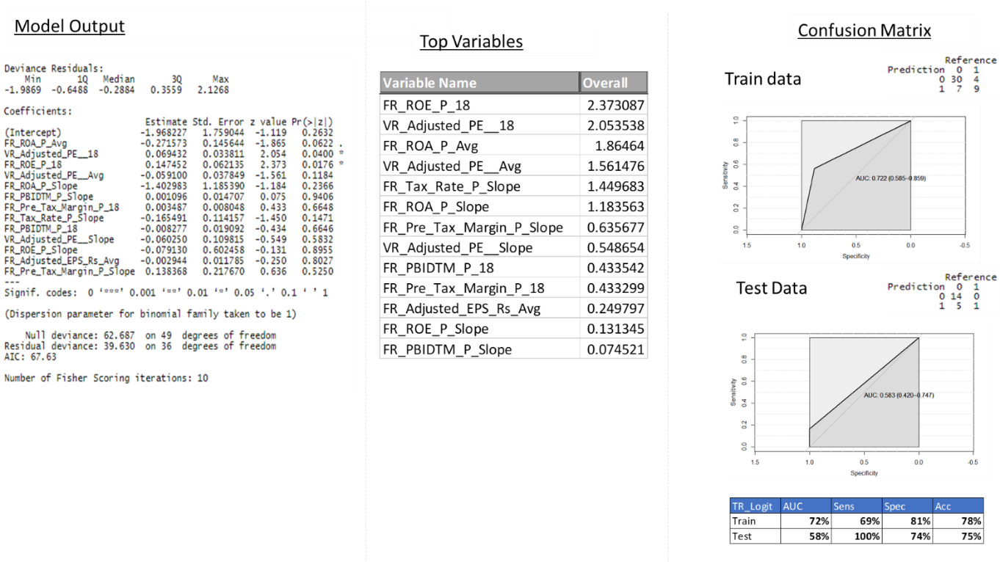 Model Output
Deviance Residuals:
Min 1Q Median 3Q Max
-1.9869 -0.6488 -0.2884 0.3559 2.1268
Coefficients:
Estimate Std. Error z value Pr(>|z|)
(Intercept) -1.968227 1.759044 -1.119 0.2632
FR_ROA_P_Avg -0.271573 0.145644 -1.865 0.0622 .
VR_Adjusted_PE__18 0.069432 0.033811 2.054 0.0400 *
FR_ROE_P_18 0.147452 0.062135 2.373 0.0176 *
VR_Adjusted_PE__Avg -0.059100 0.037849 -1.561 0.1184
FR_ROA_P_Slope -1.402983 1.185390 -1.184 0.2366
FR_PBIDTM_P_Slope 0.001096 0.014707 0.075 0.9406
FR_Pre_Tax_Margin_P_18 0.003487 0.008048 0.433 0.6648
FR_Tax_Rate_P_Slope -0.165491 0.114157 -1.450 0.1471
FR_PBIDTM_P_18 -0.008277 0.019092 -0.434 0.6646
VR_Adjusted_PE__Slope -0.060250 0.109815 -0.549 0.5832
FR_ROE_P_Slope -0.079130 0.602458 -0.131 0.8955
FR_Adjusted_EPS_Rs_Avg -0.002944 0.011785 -0.250 0.8027
FR_Pre_Tax_Margin_P_Slope 0.138368 0.217670 0.636 0.5250
---
Signif. codes: 0 ‘***’ 0.001 ‘**’ 0.01 ‘*’ 0.05 ‘.’ 0.1 ‘ ’ 1
(Dispersion parameter for binomial family taken to be 1)
Null deviance: 62.687 on 49 degrees of freedom
Residual deviance: 39.630 on 36 degrees of freedom
AIC: 67.63
Number of Fisher Scoring iterations: 10
Top Variables
Variable Name Overall
FR_ROE_P_18 2.373087
VR_Adjusted_PE__18 2.053538
FR_ROA_P_Avg 1.86464
VR_Adjusted_PE__Avg 1.561476
FR_Tax_Rate_P_Slope 1.449683
FR_ROA_P_Slope 1.183563
FR_Pre_Tax_Margin_P_Slope 0.635677
VR_Adjusted_PE__Slope 0.548654
FR_PBIDTM_P_18 0.433542
FR_Pre_Tax_Margin_P_18 0.433299
FR_Adjusted_EPS_Rs_Avg 0.249797
FR_ROE_P_Slope 0.131345
FR_PBIDTM_P_Slope 0.074521
Confusion Matrix
Train data
Reference
Prediction 0 1
0 30 4
1 7 9
1.0
0.8
0.6
0.4
0.2
0.0
Sensitivity
AUC: 0.722 (0.585–0.859)
1.5 1.0 0.5 0.0 -0.5
Specificity
Test Data
Reference
Prediction 0 1
0 14 0
1 5 1
1.0
0.8
0.6
0.4
0.2
0.0
Sensitivity
AUC: 0.583 (0.420–0.747)
1.5 1.0 0.5 0.0 -0.5
Specificity
TR_Logit AUC Sens Spec Acc
Train 72% 69% 81% 78%
Test 58% 100% 74% 75%